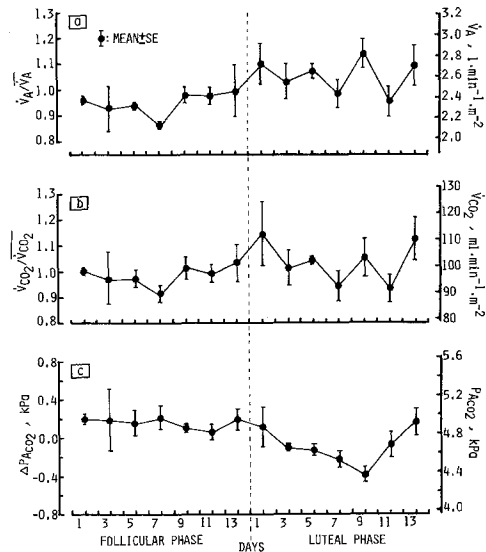 a
: MEAN±SE
V̇A/V̇A
1.3
1.2
1.1
1.0
0.9
0.8
3.2
3.0
2.8
2.6
2.4
2.2
2.0
V̇A , l·min⁻¹·m⁻²
b
V̇CO2/V̇CO2
1.3
1.2
1.1
1.0
0.9
0.8
130
120
110
100
90
80
V̇CO2 , ml·min⁻¹·m⁻²
c
ΔPACO2 , kPa
0.8
0.4
0.0
-0.4
-0.8
5.6
5.2
4.8
4.4
4.0
PACO2 , kPa
1 3 5 7 9 11 13 1 3 5 7 9 11 13
FOLLICULAR PHASE DAYS LUTEAL PHASE